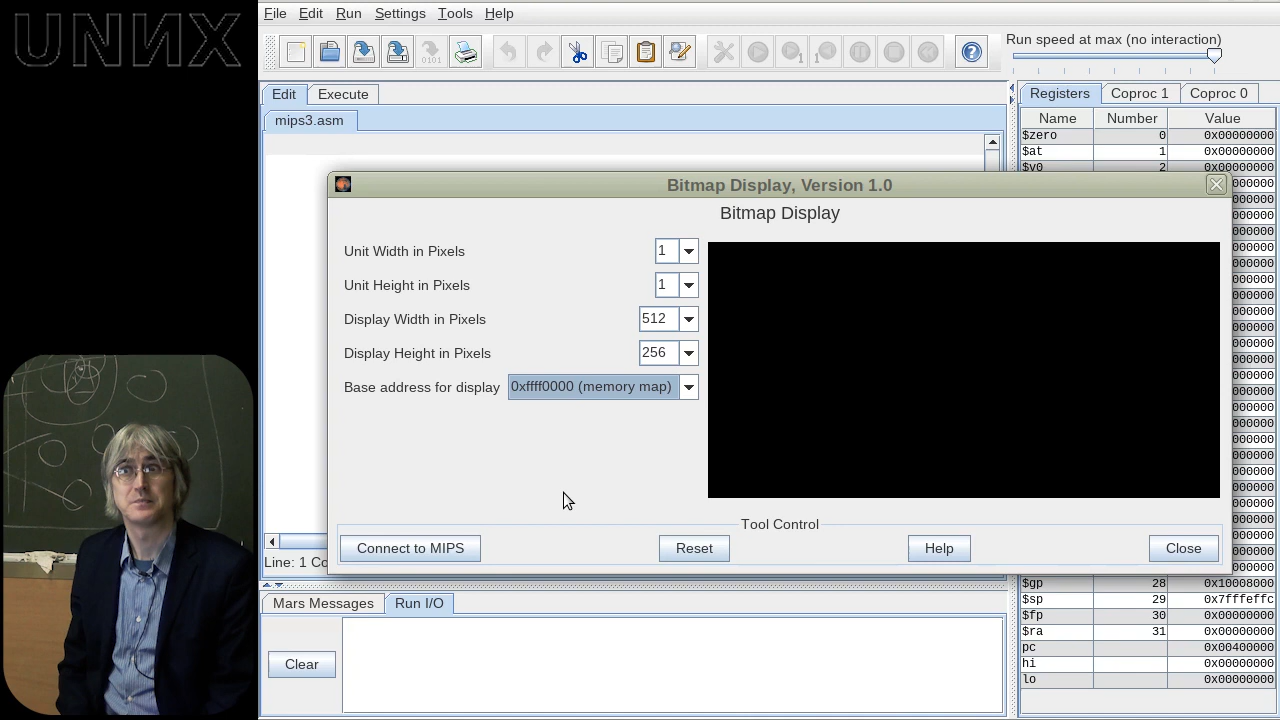 UNИX
File Edit Run Settings Tools Help
Run speed at max (no interaction)
Edit Execute
mips3.asm
Registers Coproc 1 Coproc 0
Name Number Value
$zero 0 0x00000000
$at 1 0x00000000
$v0 2
Bitmap Display, Version 1.0
Bitmap Display
Unit Width in Pixels 1
Unit Height in Pixels 1
Display Width in Pixels 512
Display Height in Pixels 256
Base address for display 0xffff0000 (memory map)
Tool Control
Connect to MIPS Reset Help Close
Line: 1 Co
$gp 28 0x10008000
$sp 29 0x7fffeffc
$fp 30 0x00000000
$ra 31 0x00000000
pc 0x00400000
hi 0x00000000
lo 0x00000000
Mars Messages Run I/O
Clear